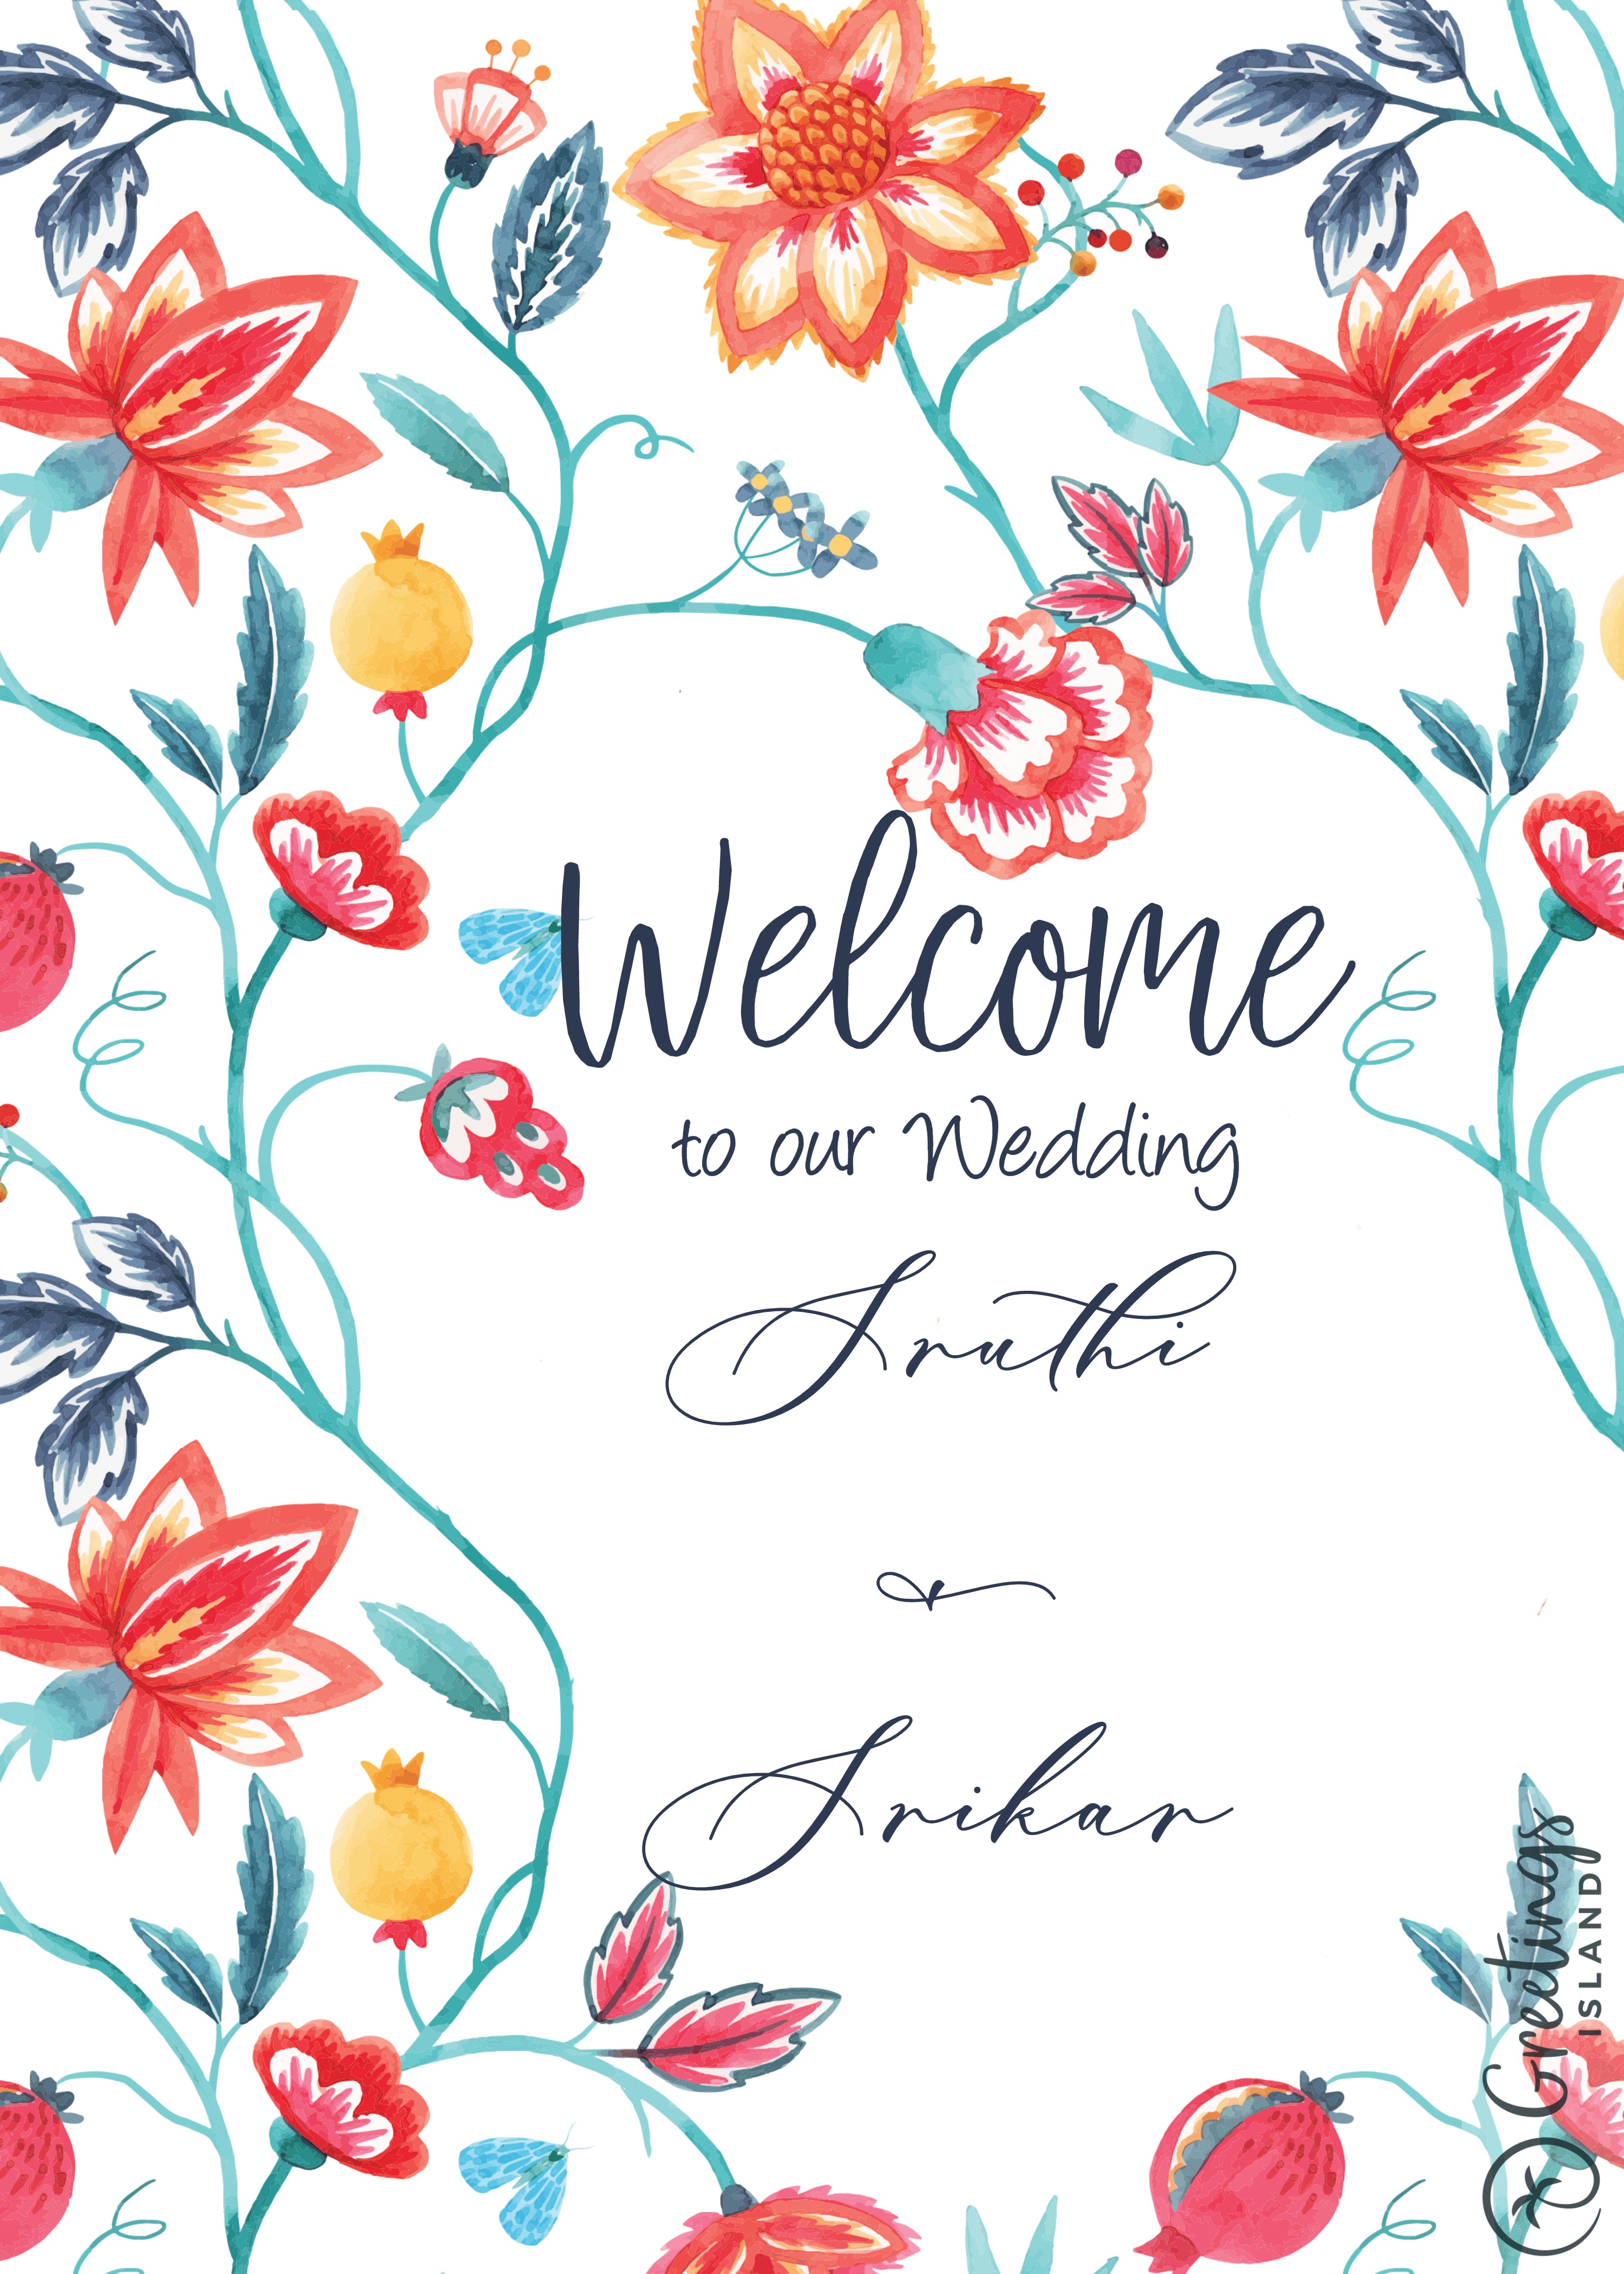 Welcome
to our Wedding
Sruthi
Srikar
Greetings
ISLAND